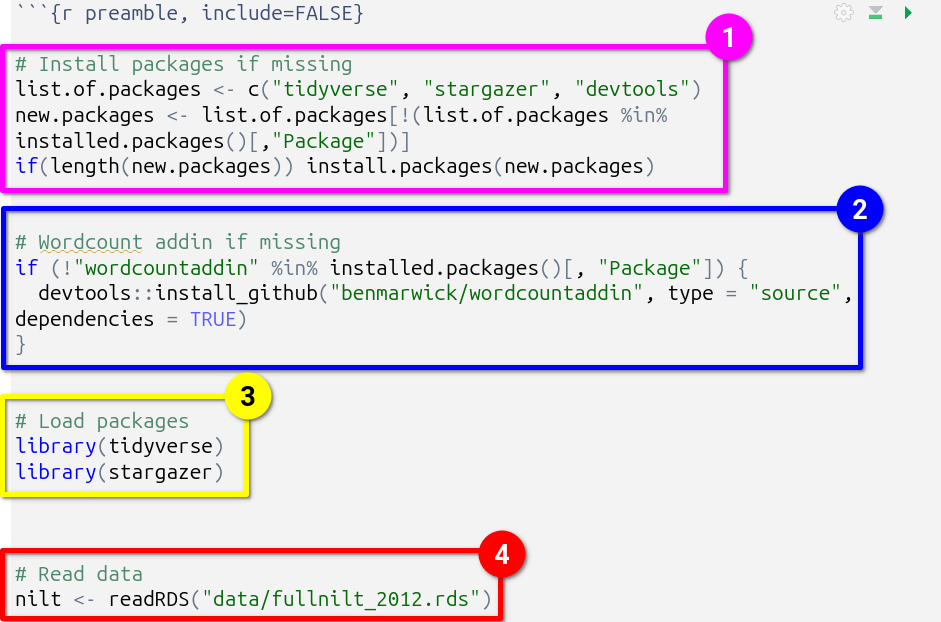 ```{r preamble, include=FALSE}
1
# Install packages if missing
list.of.packages <- c("tidyverse", "stargazer", "devtools")
new.packages <- list.of.packages[!(list.of.packages %in%
installed.packages()[,"Package"])]
if(length(new.packages)) install.packages(new.packages)
2
# Wordcount addin if missing
if (!"wordcountaddin" %in% installed.packages()[, "Package"]) {
  devtools::install_github("benmarwick/wordcountaddin", type = "source",
dependencies = TRUE)
}
3
# Load packages
library(tidyverse)
library(stargazer)
4
# Read data
nilt <- readRDS("data/fullnilt_2012.rds")